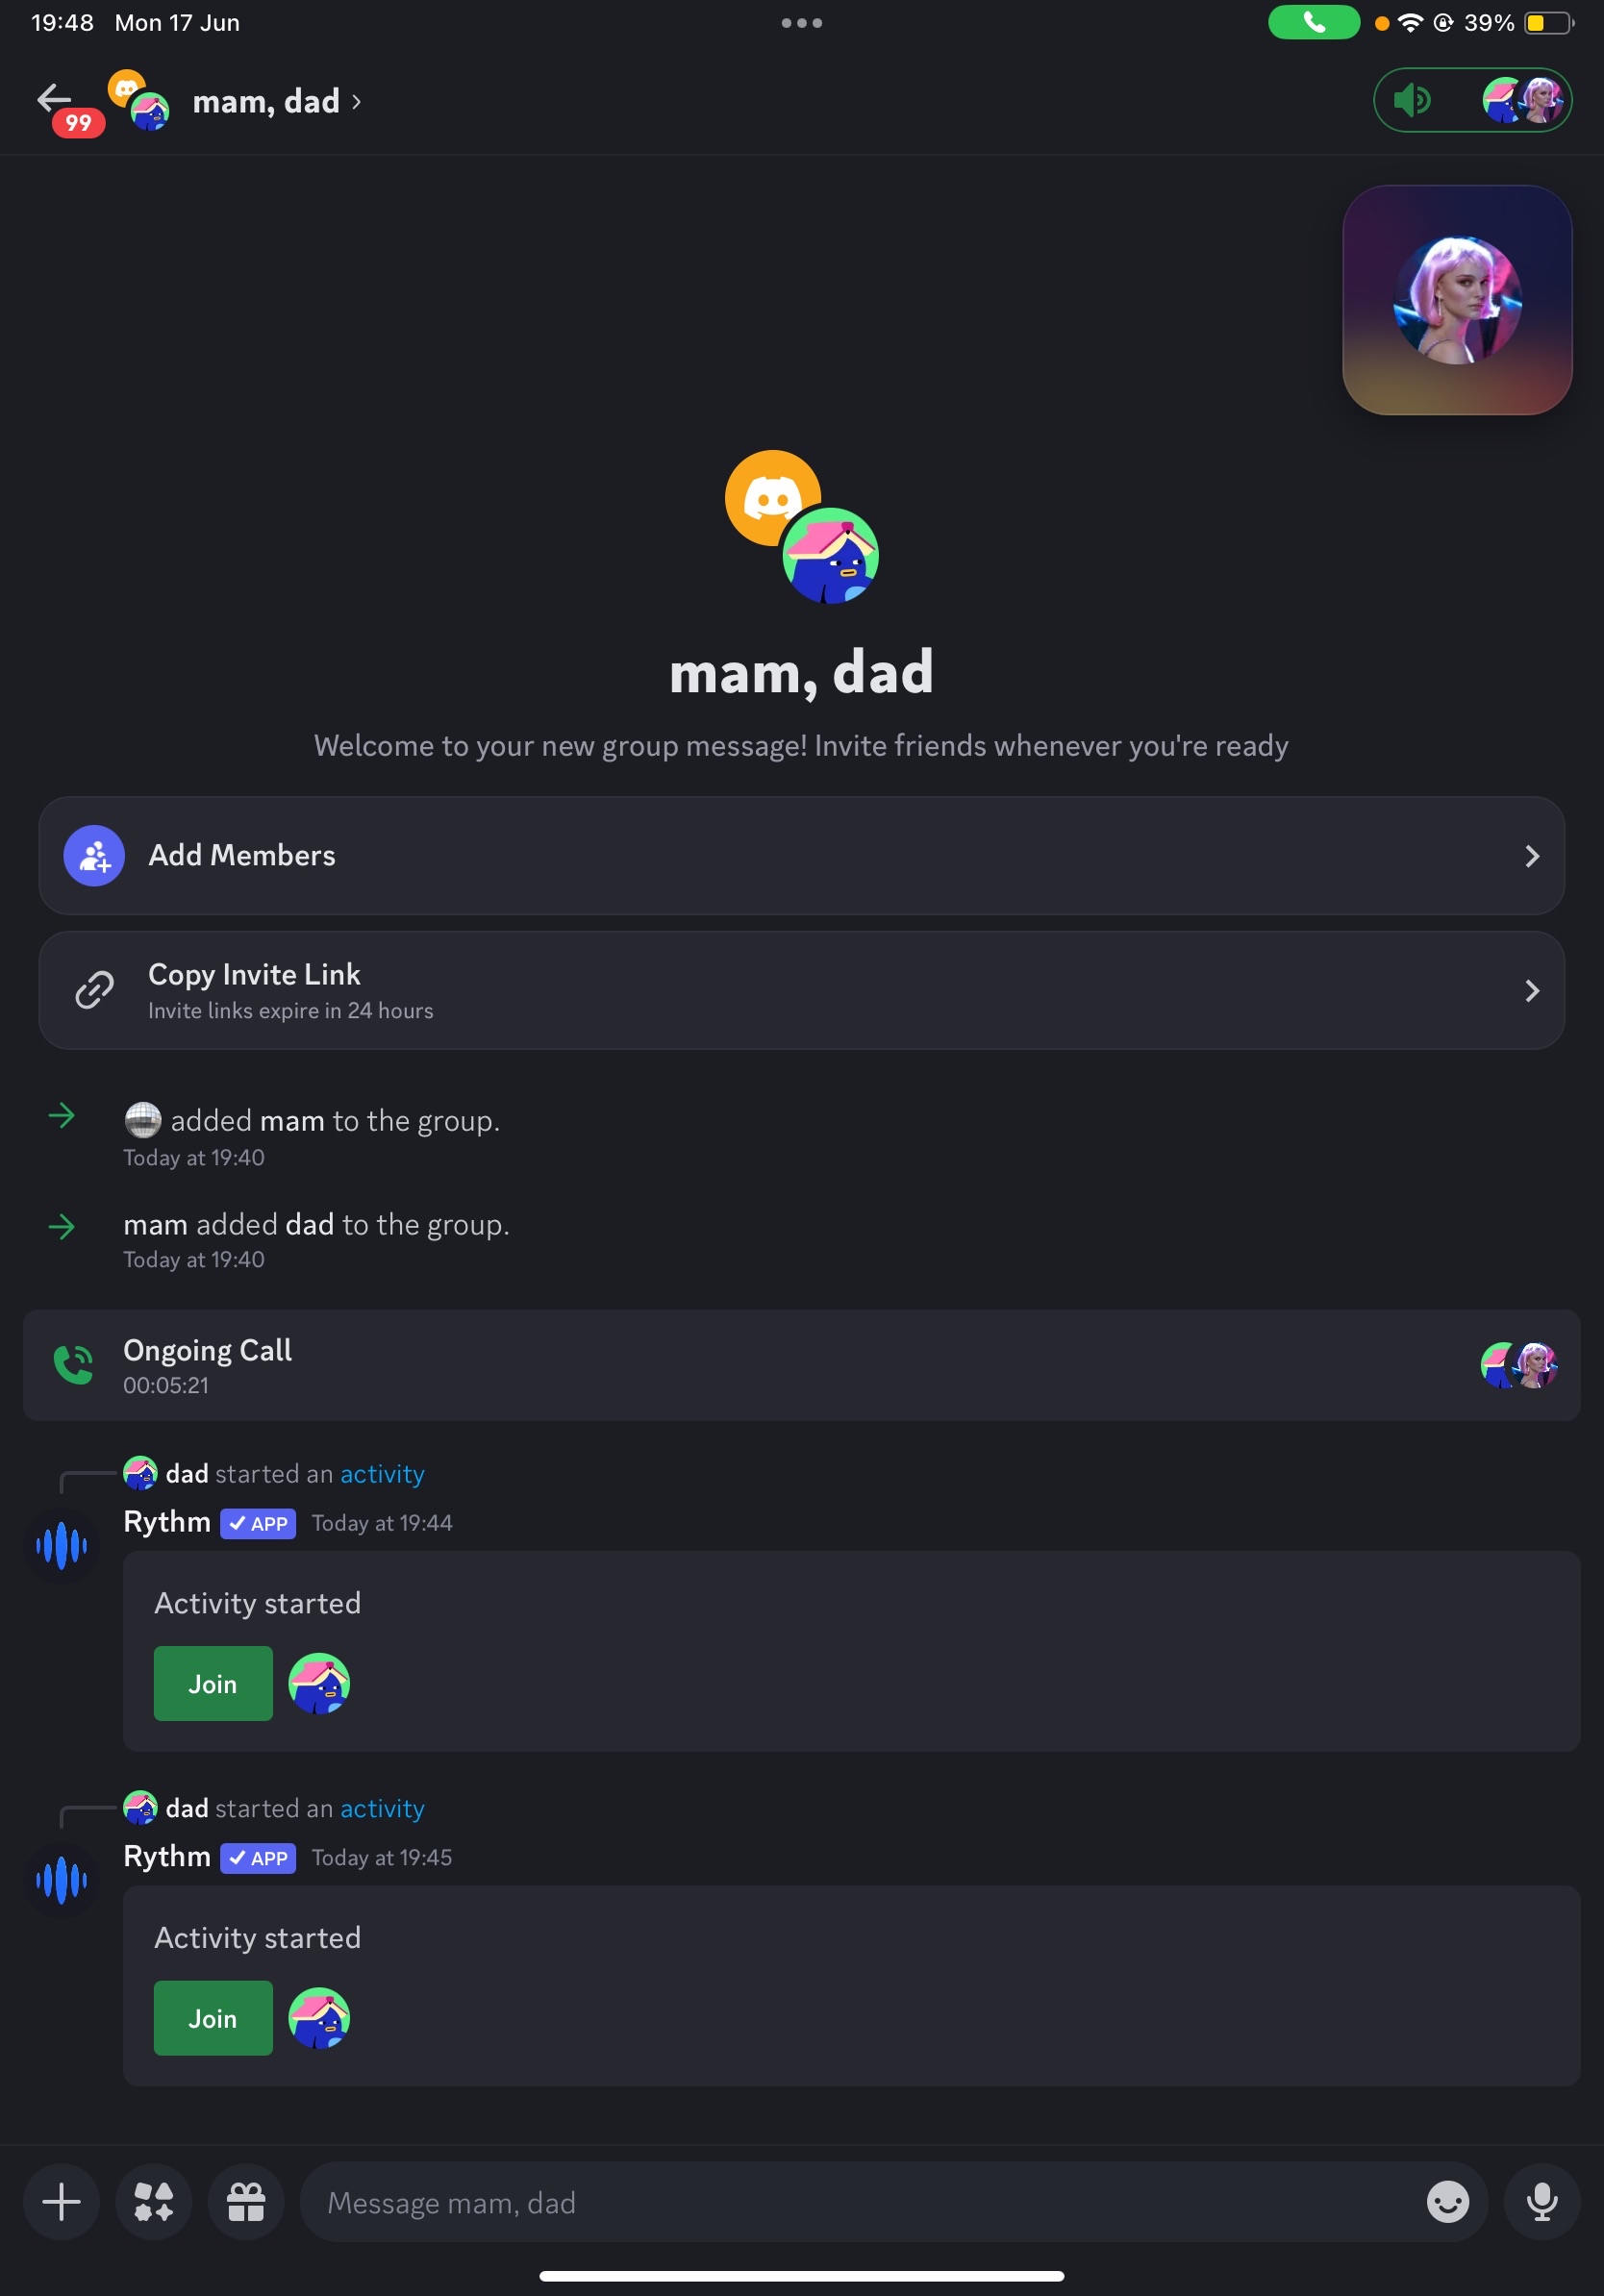 19:48 Mon 17 Jun
39%
99
mam, dad
mam, dad
Welcome to your new group message! Invite friends whenever you're ready
Add Members
Copy Invite Link
Invite links expire in 24 hours
added mam to the group.
Today at 19:40
mam added dad to the group.
Today at 19:40
Ongoing Call
00:05:21
dad started an activity
Rythm APP Today at 19:44
Activity started
Join
dad started an activity
Rythm APP Today at 19:45
Activity started
Join
Message mam, dad